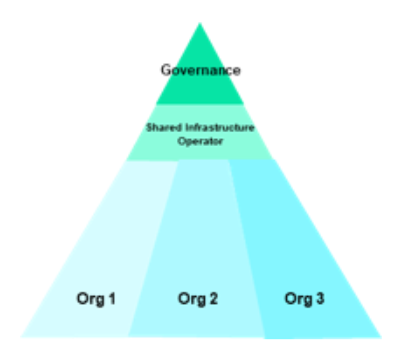 Governance
Shared Infrastructure
Operator
Org 1
Org 2
Org 3